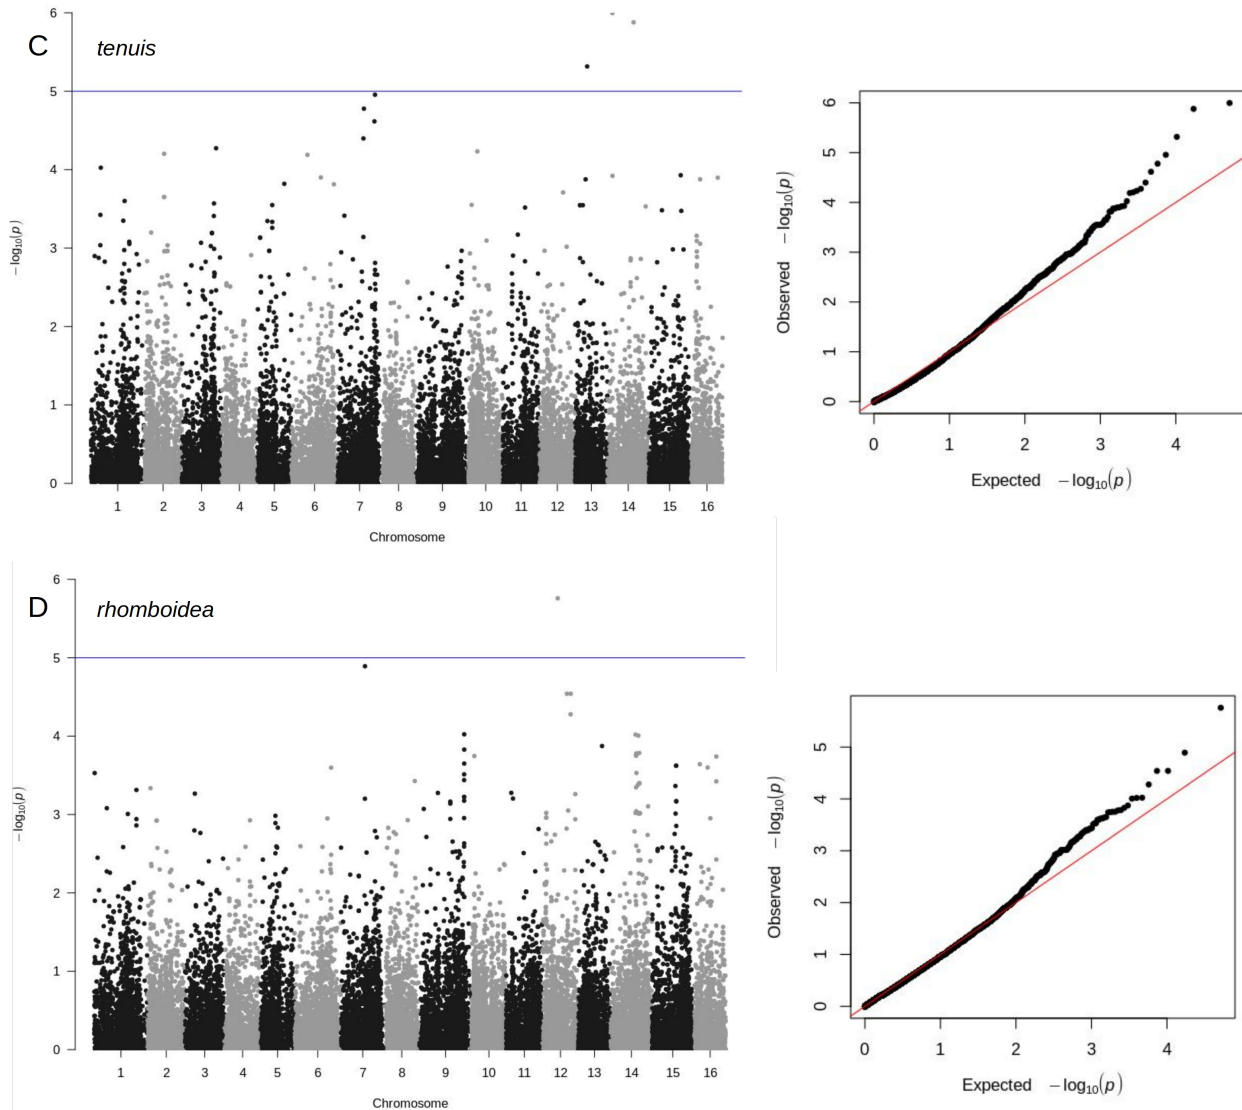 C tenuis
6
5
4
3
2
1
0
− log₁₀(p)
1 2 3 4 5 6 7 8 9 10 11 12 13 14 15 16
Chromosome
6
5
4
3
2
1
0
Observed − log₁₀(p)
0 1 2 3 4
Expected − log₁₀(p)
D rhomboidea
6
5
4
3
2
1
0
− log₁₀(p)
1 2 3 4 5 6 7 8 9 10 11 12 13 14 15 16
Chromosome
5
4
3
2
1
0
Observed − log₁₀(p)
0 1 2 3 4
Expected − log₁₀(p)